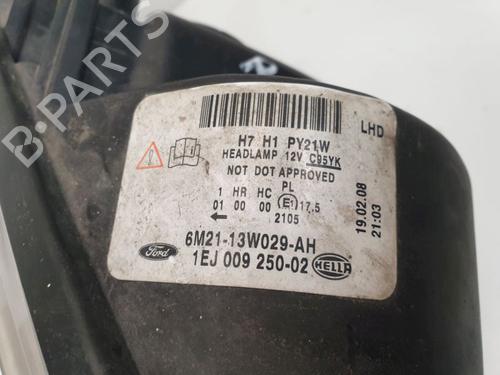 B-PARTS
H7 H1 PY21W
LHD
HEADLAMP 12V C95YK
NOT DOT APPROVED
1 HR HC PL
01 00 00 E1 17.5
2105
19.02.08
21:03
6M21-13W029-AH
Ford
1EJ 009 250-02 HELLA